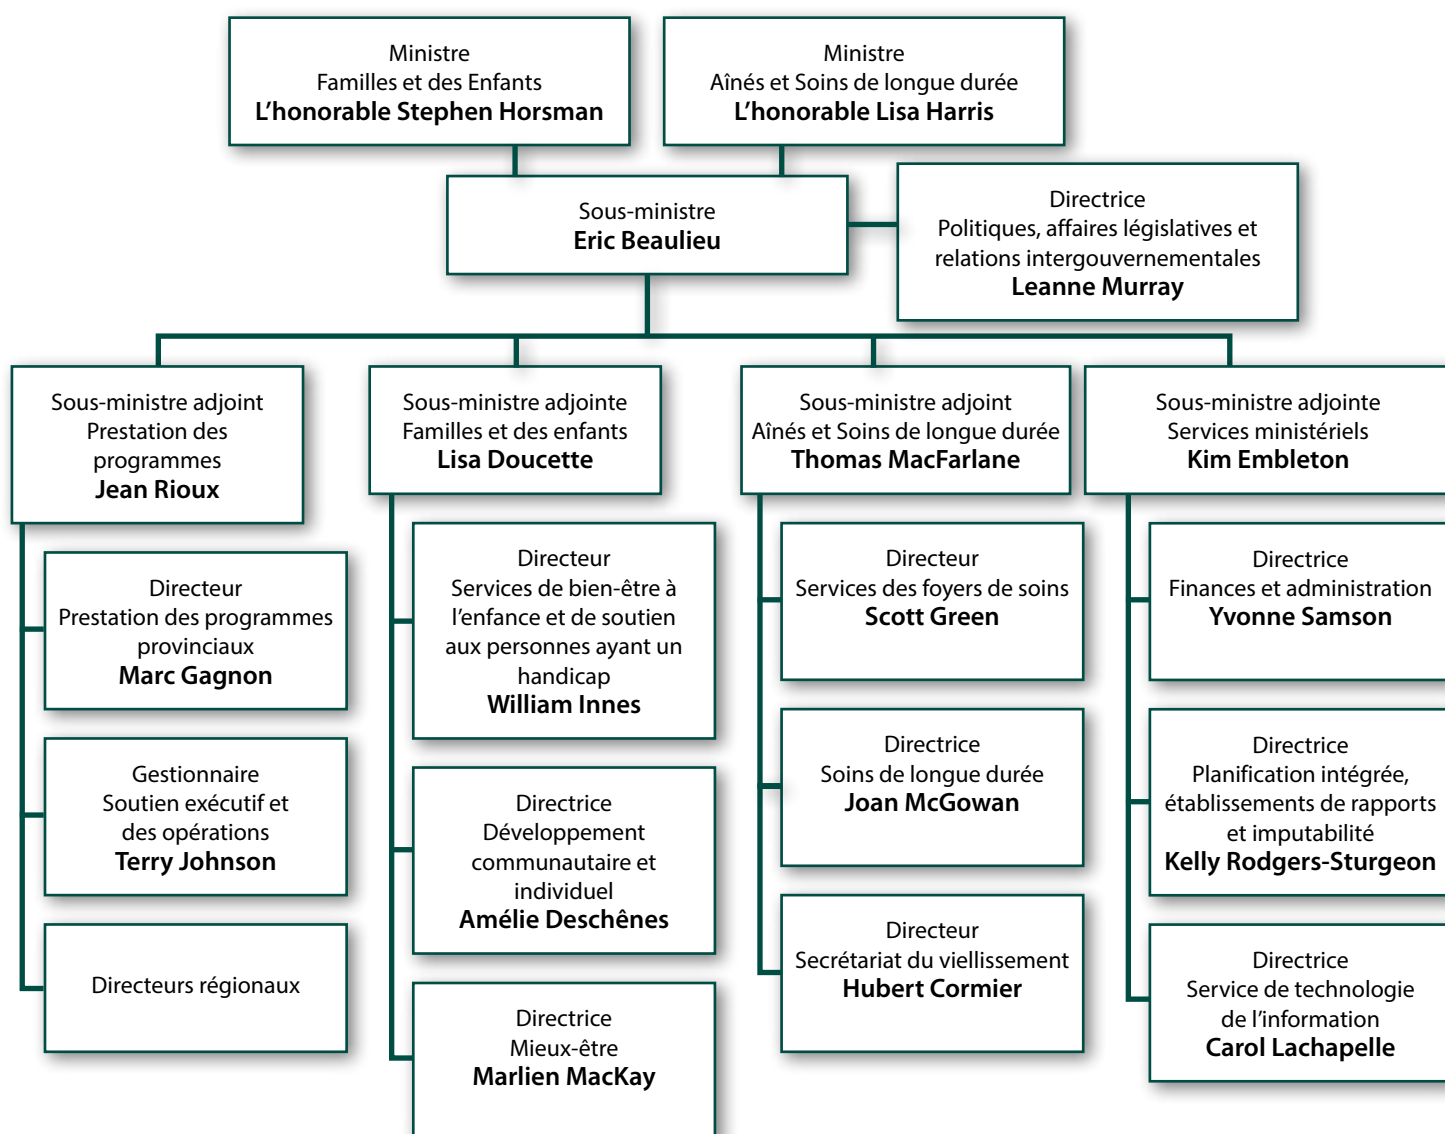 Ministre
Familles et des Enfants
L'honorable Stephen Horsman
Ministre
Aînés et Soins de longue durée
L'honorable Lisa Harris
Sous-ministre
Eric Beaulieu
Directrice
Politiques, affaires législatives et
relations intergouvernementales
Leanne Murray
Sous-ministre adjoint
Prestation des
programmes
Jean Rioux
Directeur
Prestation des programmes
provinciaux
Marc Gagnon
Gestionnaire
Soutien exécutif et
des opérations
Terry Johnson
Directeurs régionaux
Sous-ministre adjointe
Familles et des enfants
Lisa Doucette
Directeur
Services de bien-être à
l'enfance et de soutien
aux personnes ayant un
handicap
William Innes
Directrice
Développement
communautaire et
individuel
Amélie Deschênes
Directrice
Mieux-être
Marlien MacKay
Sous-ministre adjoint
Aînés et Soins de longue durée
Thomas MacFarlane
Directeur
Services des foyers de soins
Scott Green
Directrice
Soins de longue durée
Joan McGowan
Directeur
Secrétariat du viellissement
Hubert Cormier
Sous-ministre adjointe
Services ministériels
Kim Embleton
Directrice
Finances et administration
Yvonne Samson
Directrice
Planification intégrée,
établissements de rapports
et imputabilité
Kelly Rodgers-Sturgeon
Directrice
Service de technologie
de l'information
Carol Lachapelle